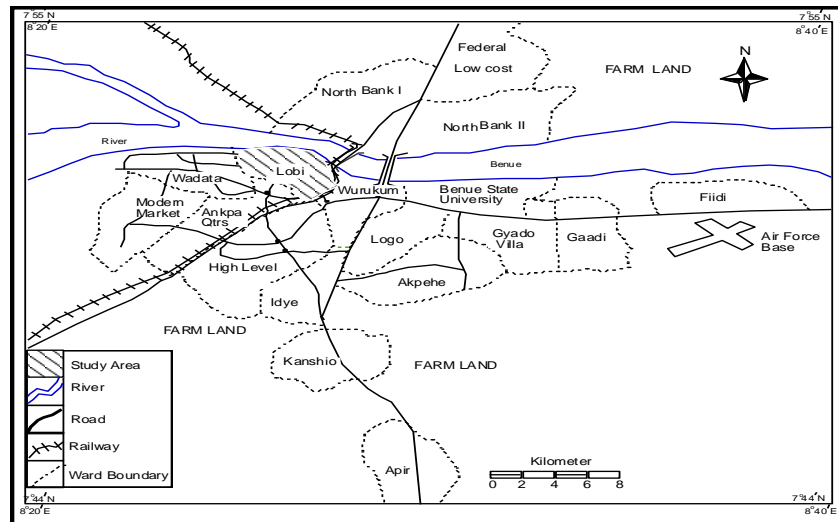 7°55 N
8°20 E
7°55 N
8°40 E
N
Federal
Low cost
FARM LAND
North Bank I
North Bank II
River
Benue
Lobi
Wadata
Wurukum
Benue State
University
Fiidi
Modern
Market
Ankpa
Qtrs
Logo
Gyado
Villa
Gaadi
Air Force
Base
High Level
Akpehe
Idye
FARM LAND
Kanshio
FARM LAND
Study Area
River
Road
Railway
Ward Boundary
Apir
Kilometer
0 2 4 6 8
7°44 N
8°20 E
7°44 N
8°40 E